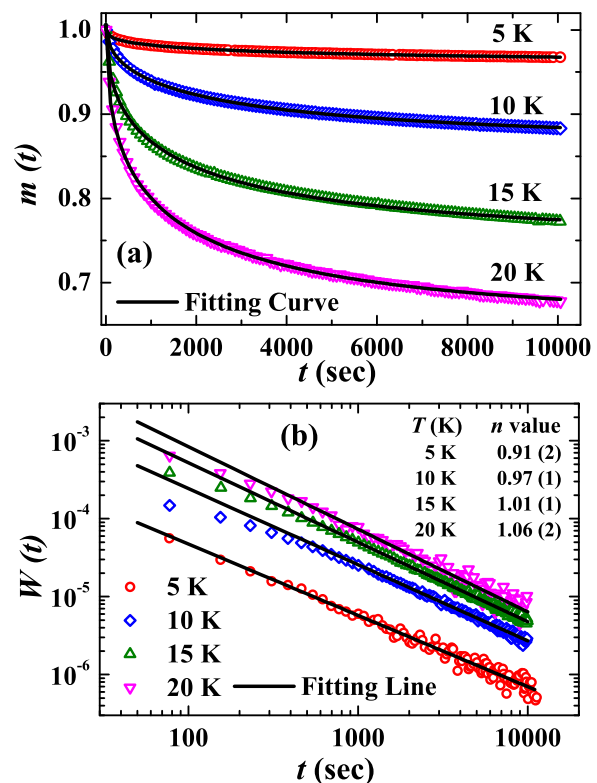 1.0
5 K
10 K
0.9
m (t)
15 K
0.8
(a)
20 K
0.7
Fitting Curve
0 2000 4000 6000 8000 10000
t (sec)
(b)
T (K) n value
5 K 0.91 (2)
10 K 0.97 (1)
15 K 1.01 (1)
20 K 1.06 (2)
10⁻³
10⁻⁴
W (t)
10⁻⁵
10⁻⁶
5 K
10 K
15 K
20 K
Fitting Line
100 1000 10000
t (sec)